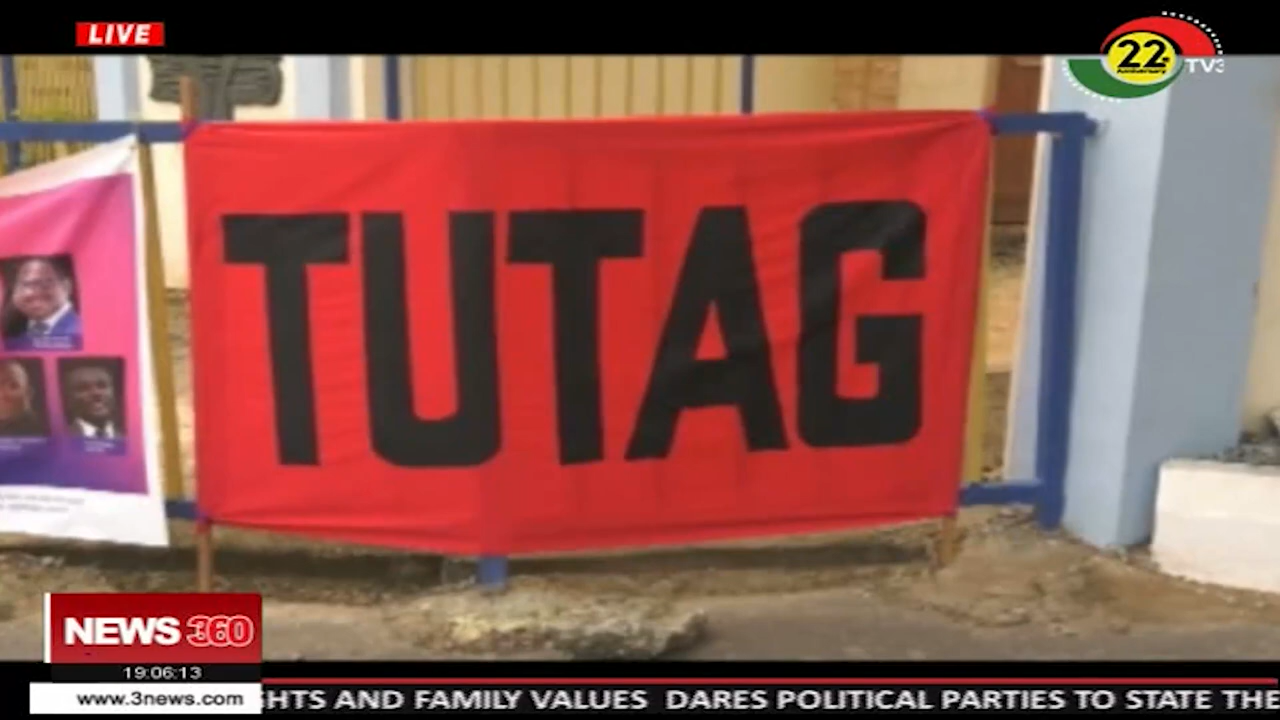 LIVE
22
Anniversary
TV3
TUTAG
NEWS 360
19:06:13
www.3news.com
HTS AND FAMILY VALUES DARES POLITICAL PARTIES TO STATE THE